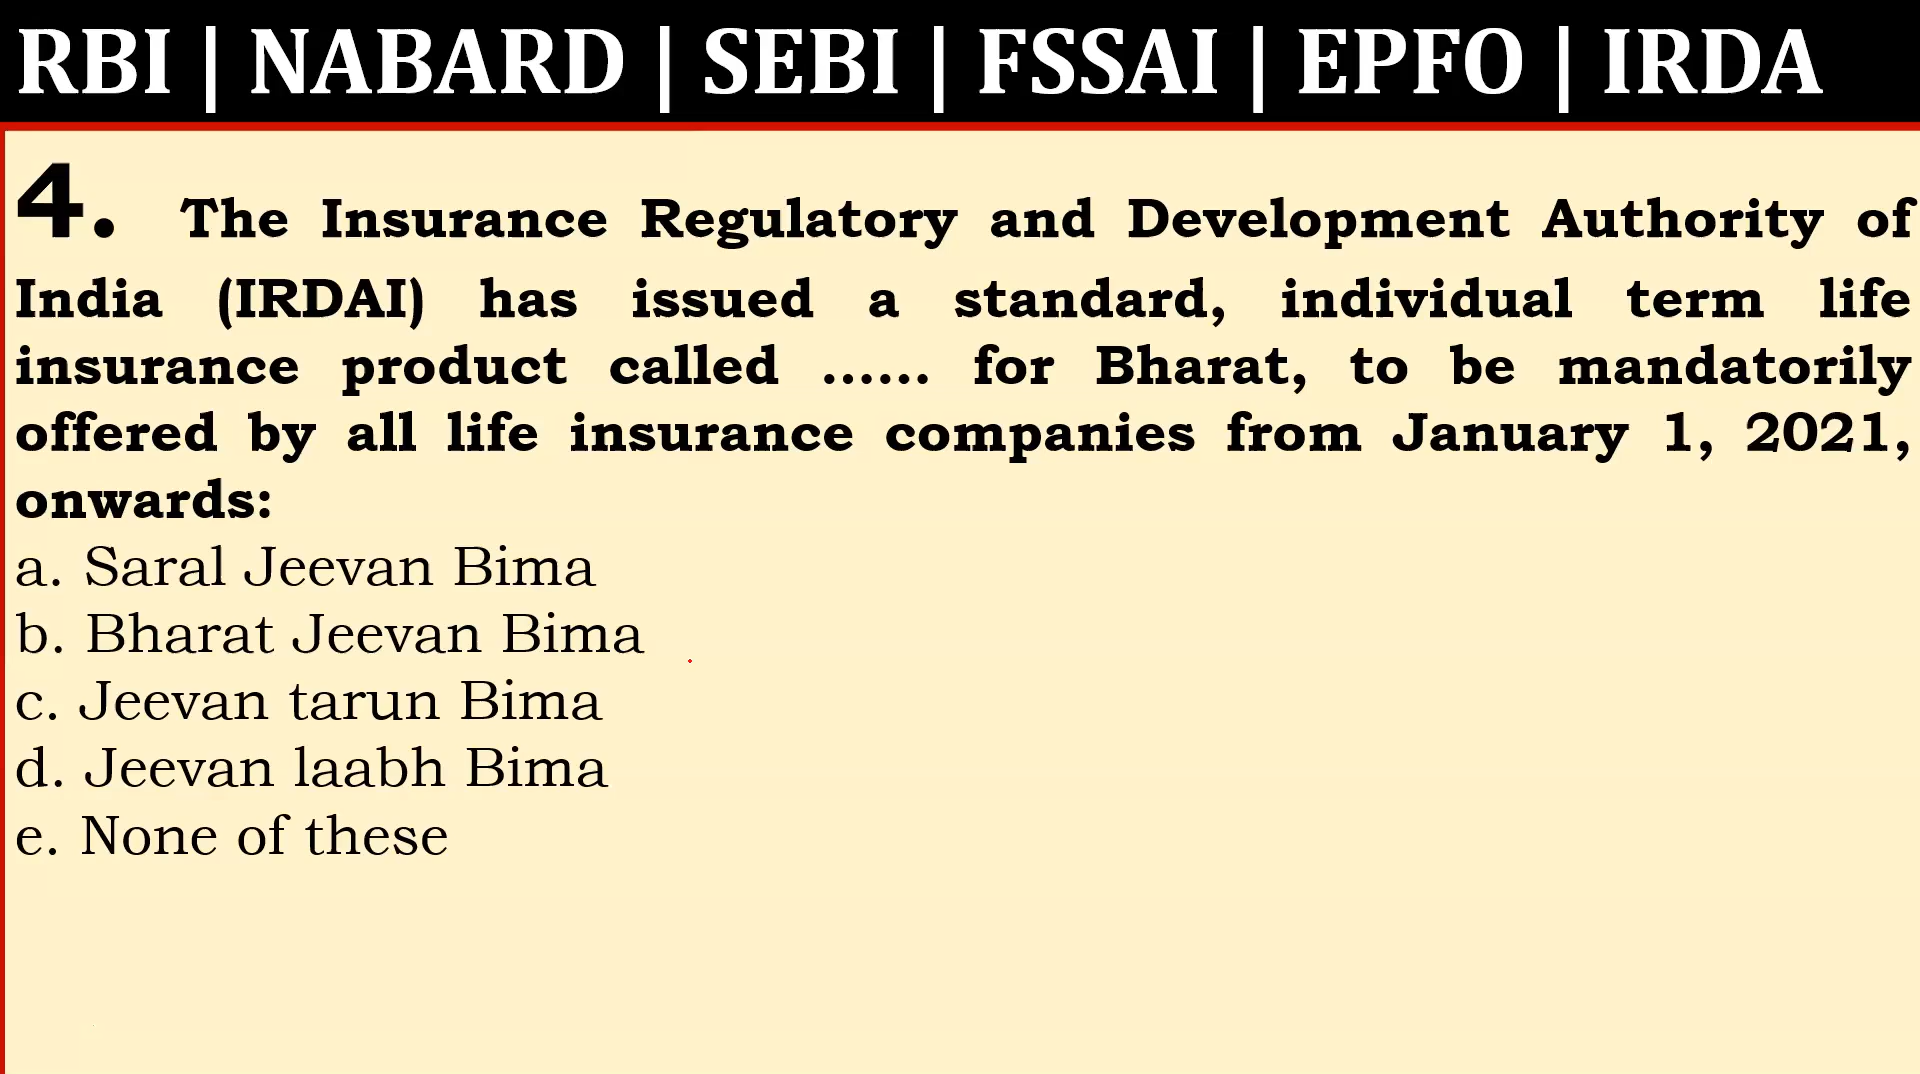 RBI | NABARD | SEBI | FSSAI | EPFO | IRDA
4. The Insurance Regulatory and Development Authority of
India (IRDAI) has issued a standard, individual term life
insurance product called ...... for Bharat, to be mandatorily
offered by all life insurance companies from January 1, 2021,
onwards:
a. Saral Jeevan Bima
b. Bharat Jeevan Bima
c. Jeevan tarun Bima
d. Jeevan laabh Bima
e. None of these